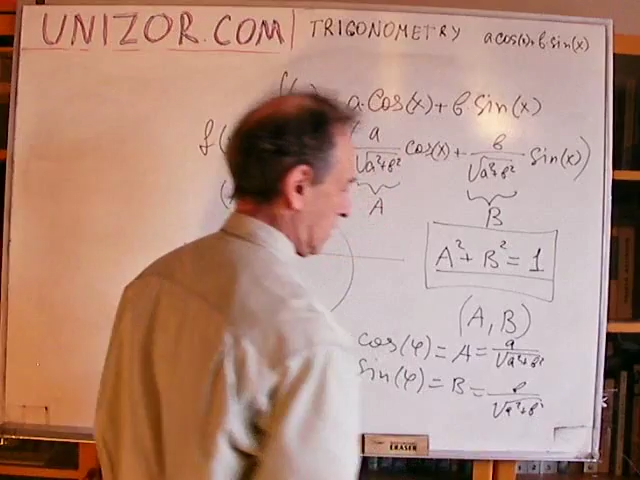 UNIZOR.COM | TRIGONOMETRY a cos(x)+b sin(x)
a·Cos(x)+b·Sin(x)
f( a/√a²+b² cos(x)+ b/√a²+b² Sin(x))
A B
A²+B²=1
(A,B)
cos(φ)=A=a/√a²+b²
Sin(φ)=B=b/√a²+b²
ERASER